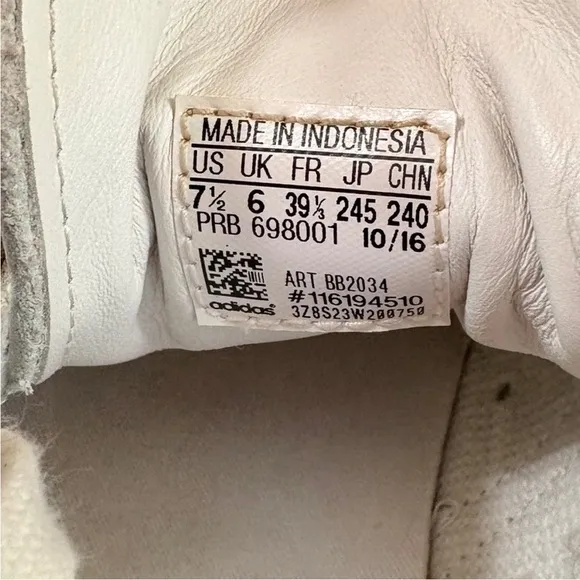 MADE IN INDONESIA
US UK FR JP CHN
7½ 6 39⅓ 245 240
PRB 698001 10/16
ART BB2034
#116194510
adidas 3Z8S23W200750